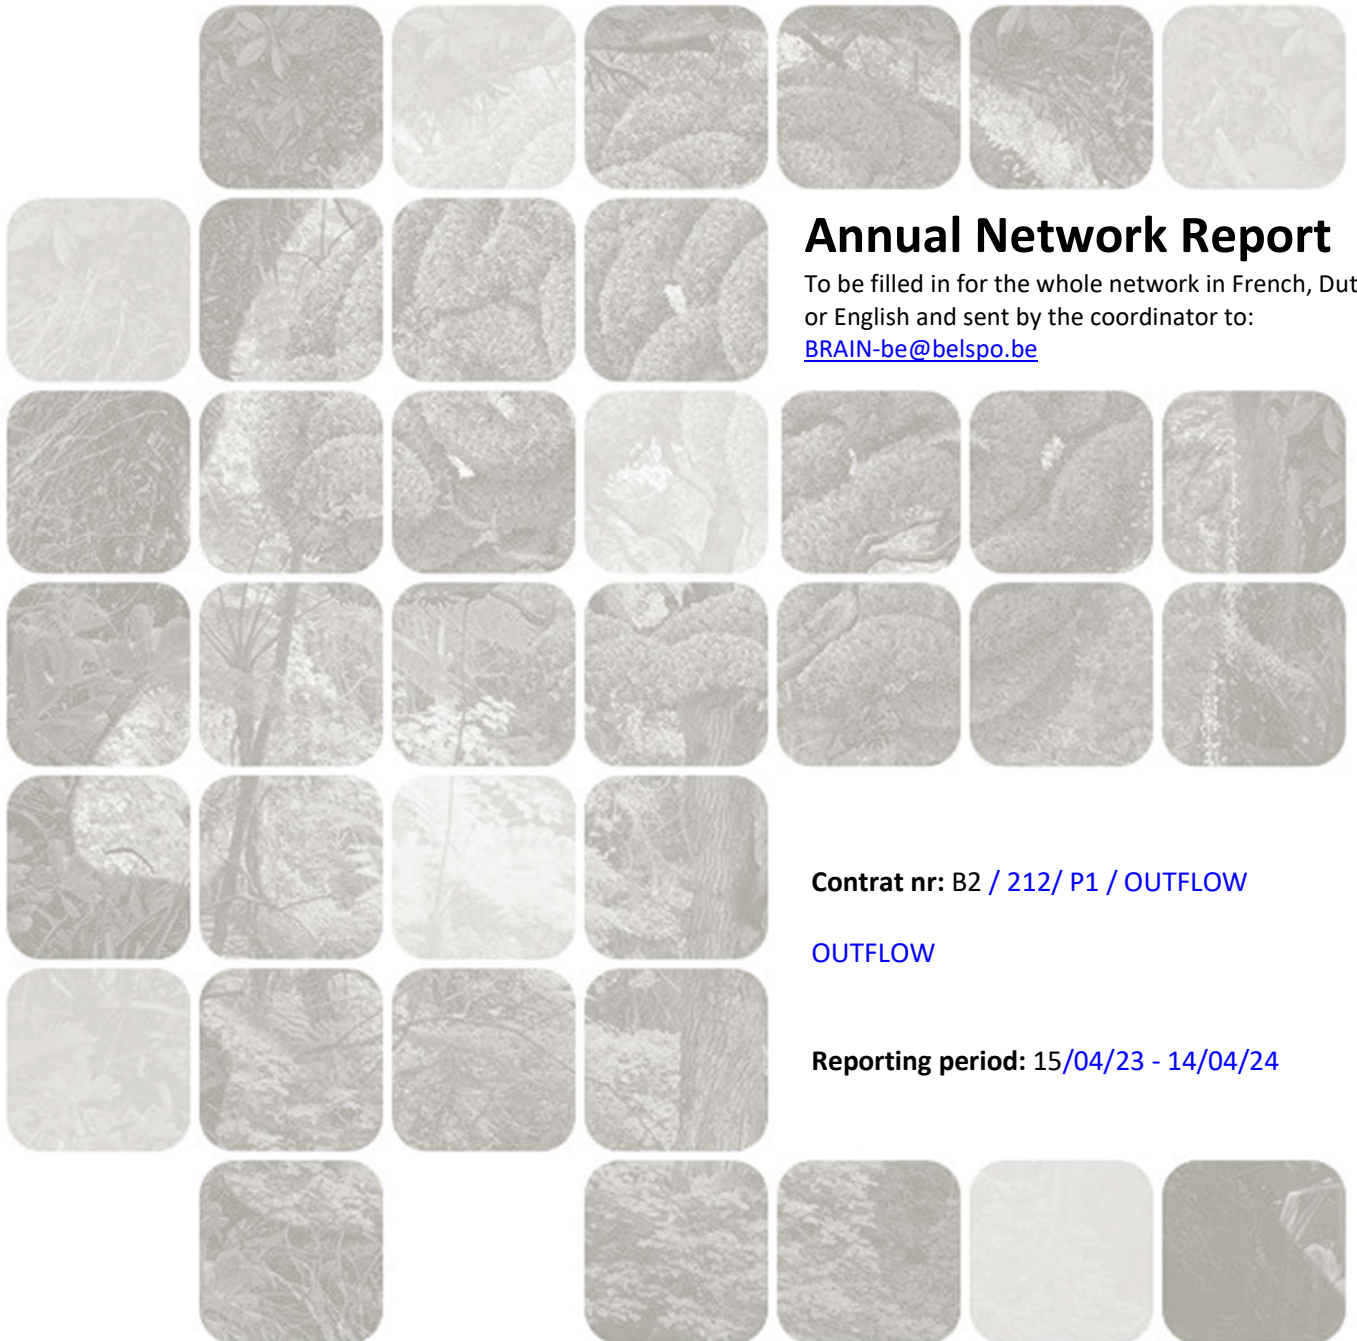 Annual Network Report
To be filled in for the whole network in French, Dut
or English and sent by the coordinator to:
BRAIN-be@belspo.be
Contrat nr: B2 / 212/ P1 / OUTFLOW
OUTFLOW
Reporting period: 15/04/23 - 14/04/24